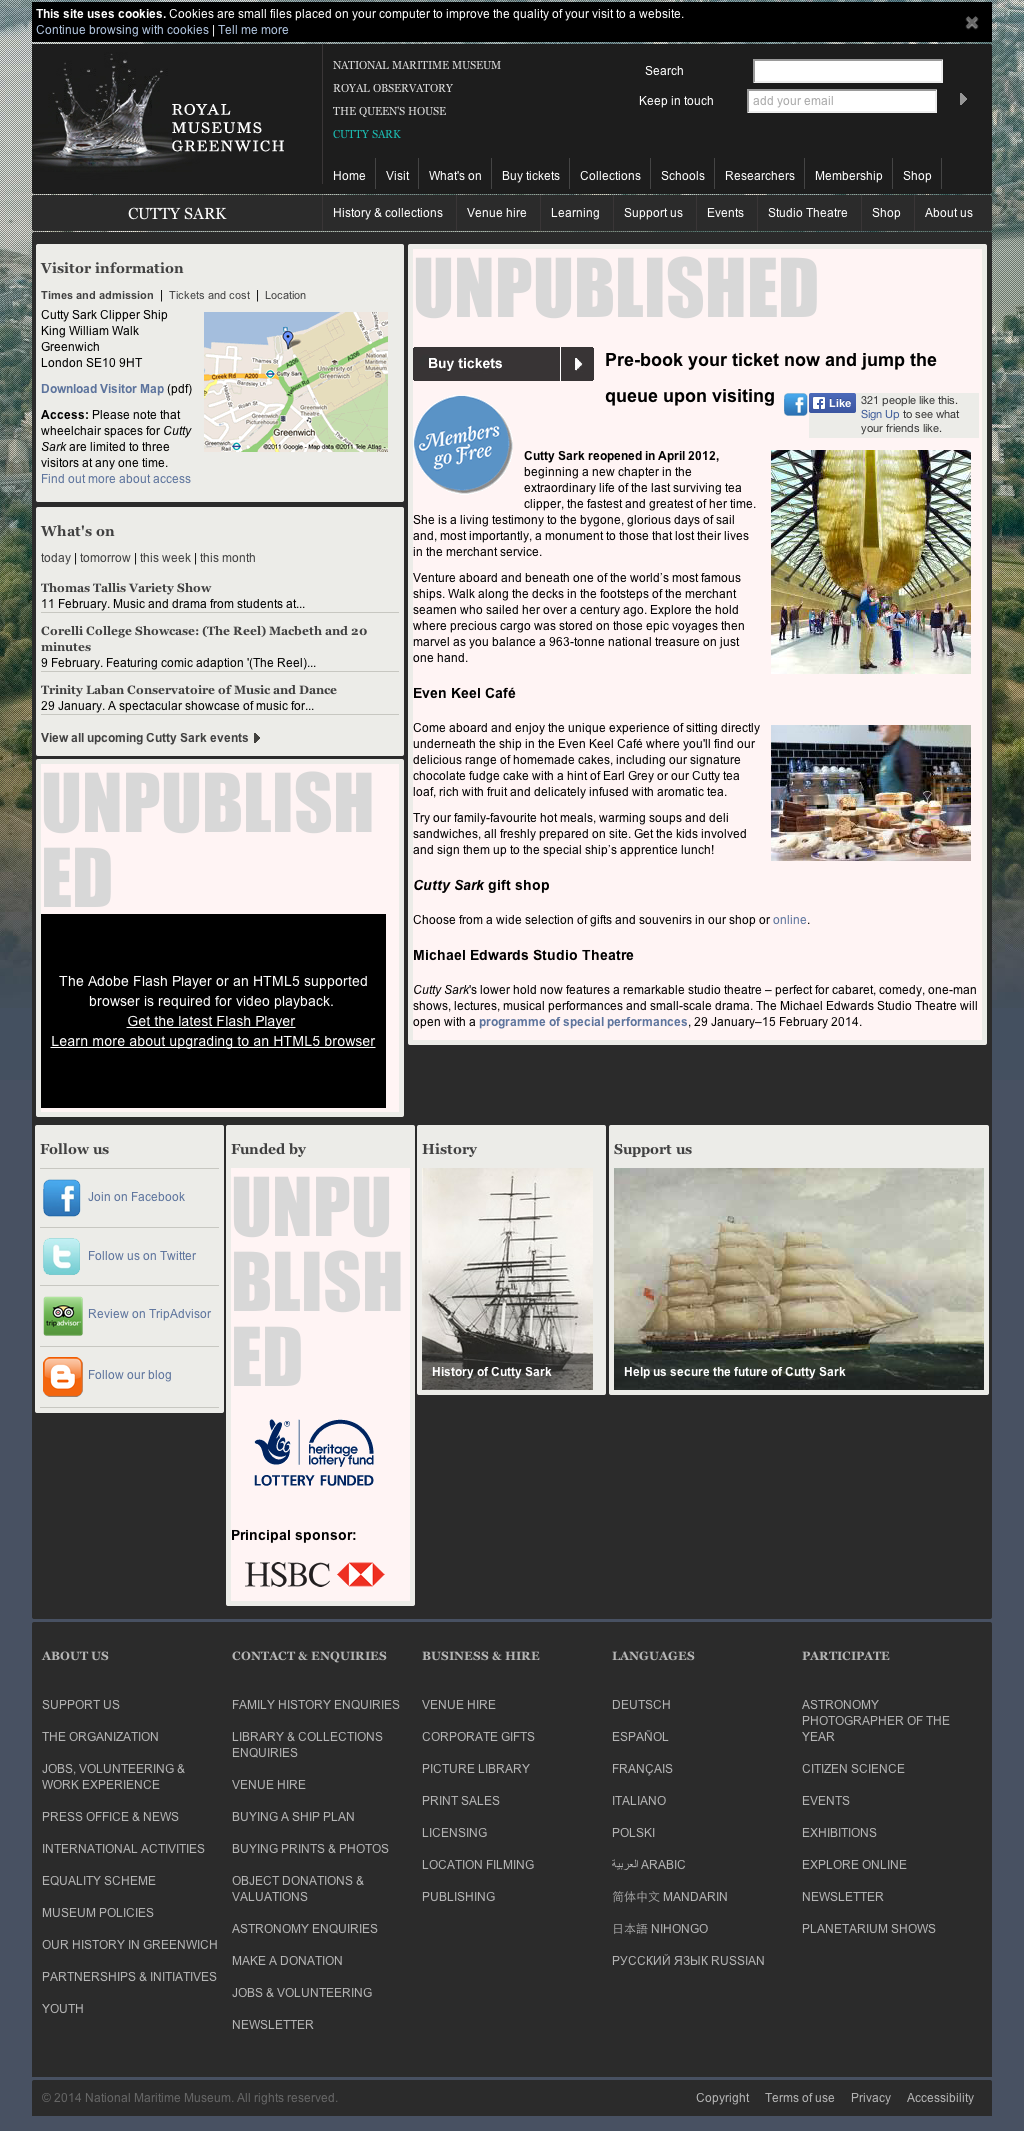 This site uses cookies. Cookies are small files placed on your computer to improve the quality of your visit to a website.
Continue browsing with cookies | Tell me more
ROYAL
MUSEUMS
GREENWICH
NATIONAL MARITIME MUSEUM
ROYAL OBSERVATORY
THE QUEEN'S HOUSE
CUTTY SARK
Search
Keep in touch add your email
Home Visit What's on Buy tickets Collections Schools Researchers Membership Shop
CUTTY SARK
History & collections Venue hire Learning Support us Events Studio Theatre Shop About us
Visitor information
Times and admission | Tickets and cost | Location
Cutty Sark Clipper Ship
King William Walk
Greenwich
London SE10 9HT
Download Visitor Map (pdf)
Access: Please note that
wheelchair spaces for Cutty
Sark are limited to three
visitors at any one time.
Find out more about access
Thames St
Cutty Sark
Creek Rd
A200
A206
University of
Greenwich
National
Maritime
Museum
Greenwich
©2011 Google - Map data ©2011 Tele Atlas -
What's on
today | tomorrow | this week | this month
Thomas Tallis Variety Show
11 February. Music and drama from students at...
Corelli College Showcase: (The Reel) Macbeth and 20
minutes
9 February. Featuring comic adaption '(The Reel)...
Trinity Laban Conservatoire of Music and Dance
29 January. A spectacular showcase of music for...
View all upcoming Cutty Sark events
UNPUBLISH
ED
The Adobe Flash Player or an HTML5 supported
browser is required for video playback.
Get the latest Flash Player
Learn more about upgrading to an HTML5 browser
UNPUBLISHED
Buy tickets
Pre-book your ticket now and jump the
queue upon visiting
Like
321 people like this.
Sign Up to see what
your friends like.
Members
go Free
Cutty Sark reopened in April 2012,
beginning a new chapter in the
extraordinary life of the last surviving tea
clipper, the fastest and greatest of her time.
She is a living testimony to the bygone, glorious days of sail
and, most importantly, a monument to those that lost their lives
in the merchant service.
Venture aboard and beneath one of the world’s most famous
ships. Walk along the decks in the footsteps of the merchant
seamen who sailed her over a century ago. Explore the hold
where precious cargo was stored on those epic voyages then
marvel as you balance a 963-tonne national treasure on just
one hand.
Even Keel Café
Come aboard and enjoy the unique experience of sitting directly
underneath the ship in the Even Keel Café where you'll find our
delicious range of homemade cakes, including our signature
chocolate fudge cake with a hint of Earl Grey or our Cutty tea
loaf, rich with fruit and delicately infused with aromatic tea.
Try our family-favourite hot meals, warming soups and deli
sandwiches, all freshly prepared on site. Get the kids involved
and sign them up to the special ship’s apprentice lunch!
Cutty Sark gift shop
Choose from a wide selection of gifts and souvenirs in our shop or online.
Michael Edwards Studio Theatre
Cutty Sark's lower hold now features a remarkable studio theatre – perfect for cabaret, comedy, one-man
shows, lectures, musical performances and small-scale drama. The Michael Edwards Studio Theatre will
open with a programme of special performances, 29 January–15 February 2014.
Follow us
Join on Facebook
Follow us on Twitter
tripadvisor
Review on TripAdvisor
Follow our blog
Funded by
UNPU
BLISH
ED
heritage
lottery fund
LOTTERY FUNDED
Principal sponsor:
HSBC
History
History of Cutty Sark
Support us
Help us secure the future of Cutty Sark
ABOUT US
SUPPORT US
THE ORGANIZATION
JOBS, VOLUNTEERING &
WORK EXPERIENCE
PRESS OFFICE & NEWS
INTERNATIONAL ACTIVITIES
EQUALITY SCHEME
MUSEUM POLICIES
OUR HISTORY IN GREENWICH
PARTNERSHIPS & INITIATIVES
YOUTH
CONTACT & ENQUIRIES
FAMILY HISTORY ENQUIRIES
LIBRARY & COLLECTIONS
ENQUIRIES
VENUE HIRE
BUYING A SHIP PLAN
BUYING PRINTS & PHOTOS
OBJECT DONATIONS &
VALUATIONS
ASTRONOMY ENQUIRIES
MAKE A DONATION
JOBS & VOLUNTEERING
NEWSLETTER
BUSINESS & HIRE
VENUE HIRE
CORPORATE GIFTS
PICTURE LIBRARY
PRINT SALES
LICENSING
LOCATION FILMING
PUBLISHING
LANGUAGES
DEUTSCH
ESPAÑOL
FRANÇAIS
ITALIANO
POLSKI
العربية ARABIC
简体中文 MANDARIN
日本語 NIHONGO
РУССКИЙ ЯЗЫК RUSSIAN
PARTICIPATE
ASTRONOMY
PHOTOGRAPHER OF THE
YEAR
CITIZEN SCIENCE
EVENTS
EXHIBITIONS
EXPLORE ONLINE
NEWSLETTER
PLANETARIUM SHOWS
© 2014 National Maritime Museum. All rights reserved.
Copyright Terms of use Privacy Accessibility